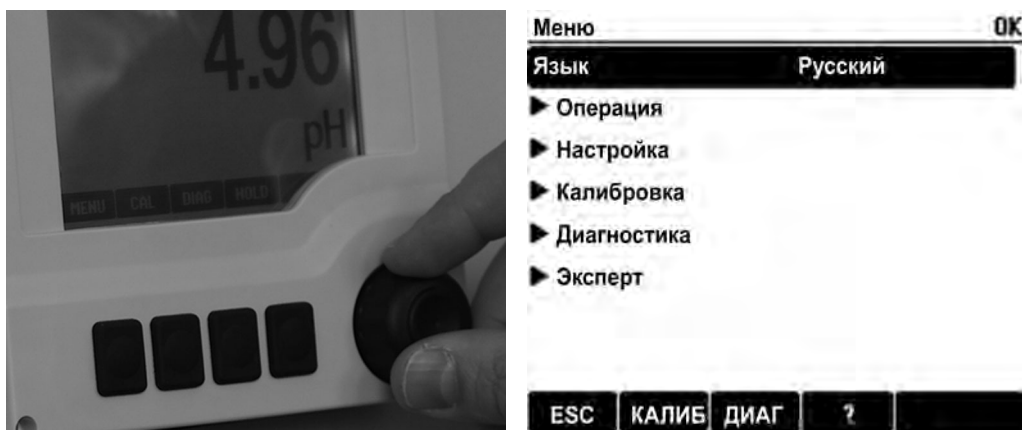 4.96
pH
MENU CAL DIAG HOLD
Меню OK
Язык Русский
▶ Операция
▶ Настройка
▶ Калибровка
▶ Диагностика
▶ Эксперт
ESC КАЛИБ ДИАГ ?